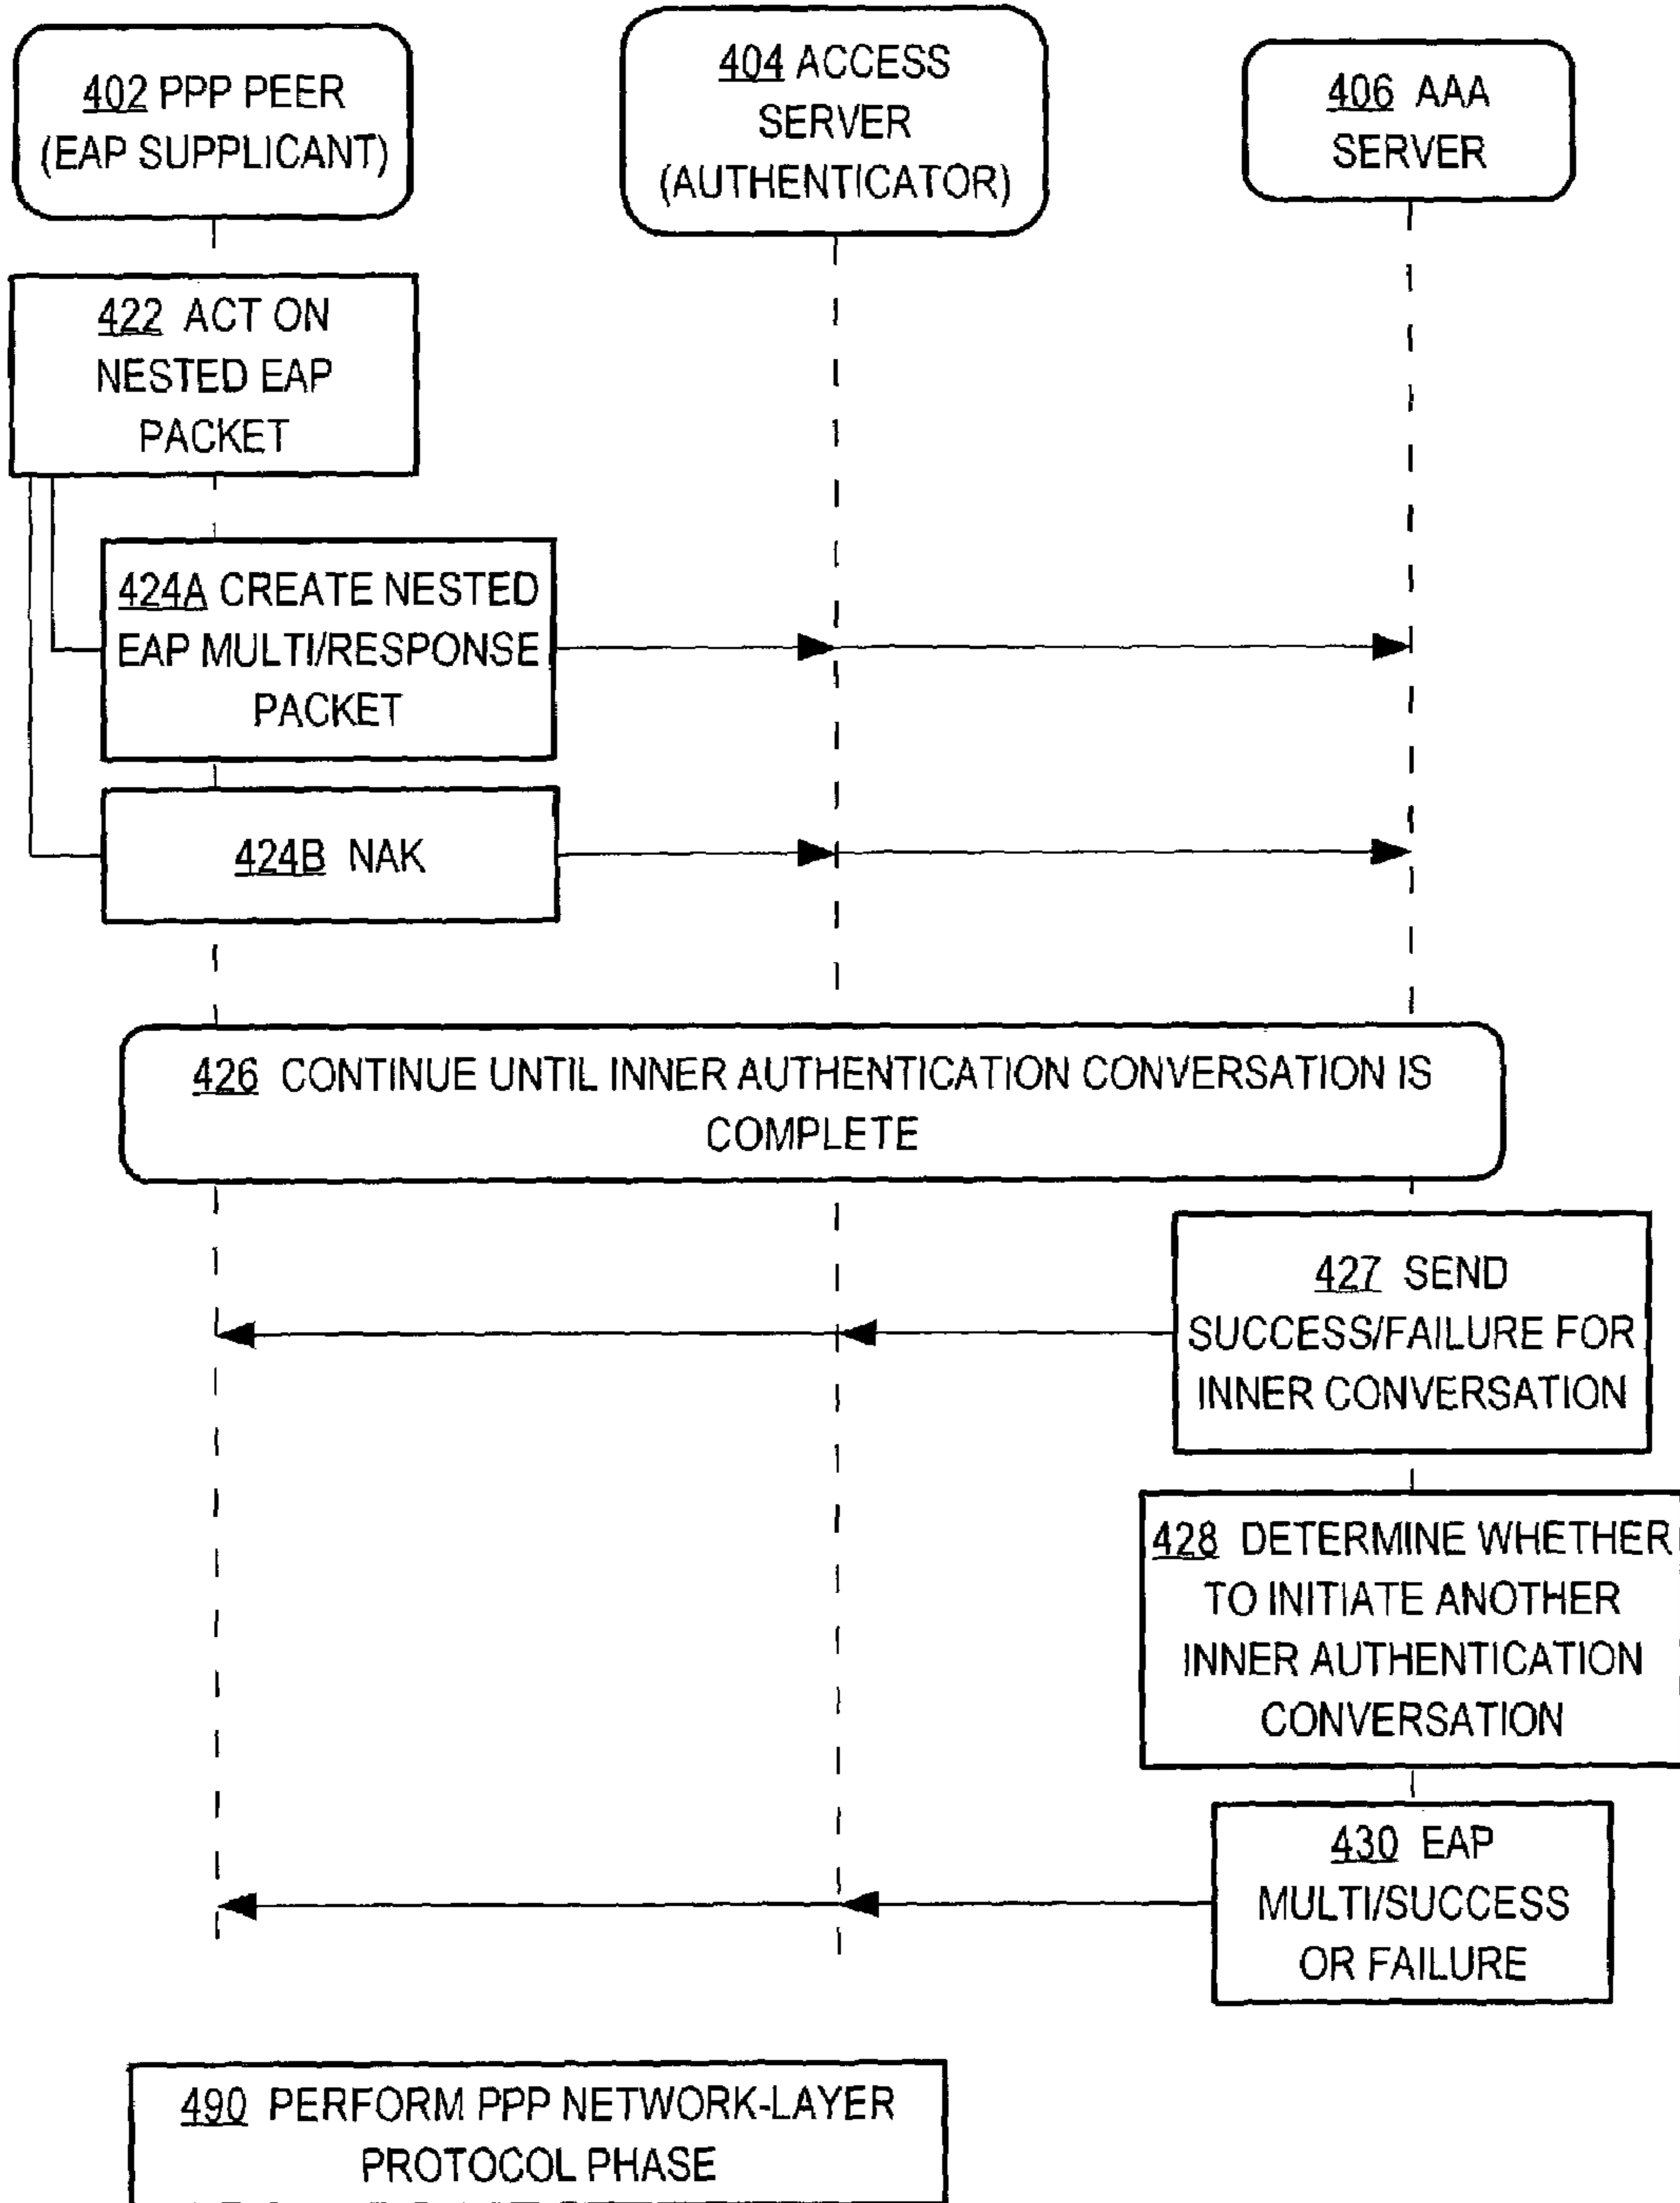 402 PPP PEER
(EAP SUPPLICANT)
404 ACCESS
SERVER
(AUTHENTICATOR)
406 AAA
SERVER
422 ACT ON
NESTED EAP
PACKET
424A CREATE NESTED
EAP MULTI/RESPONSE
PACKET
424B NAK
426 CONTINUE UNTIL INNER AUTHENTICATION CONVERSATION IS
COMPLETE
427 SEND
SUCCESS/FAILURE FOR
INNER CONVERSATION
428 DETERMINE WHETHER
TO INITIATE ANOTHER
INNER AUTHENTICATION
CONVERSATION
430 EAP
MULTI/SUCCESS
OR FAILURE
490 PERFORM PPP NETWORK-LAYER
PROTOCOL PHASE